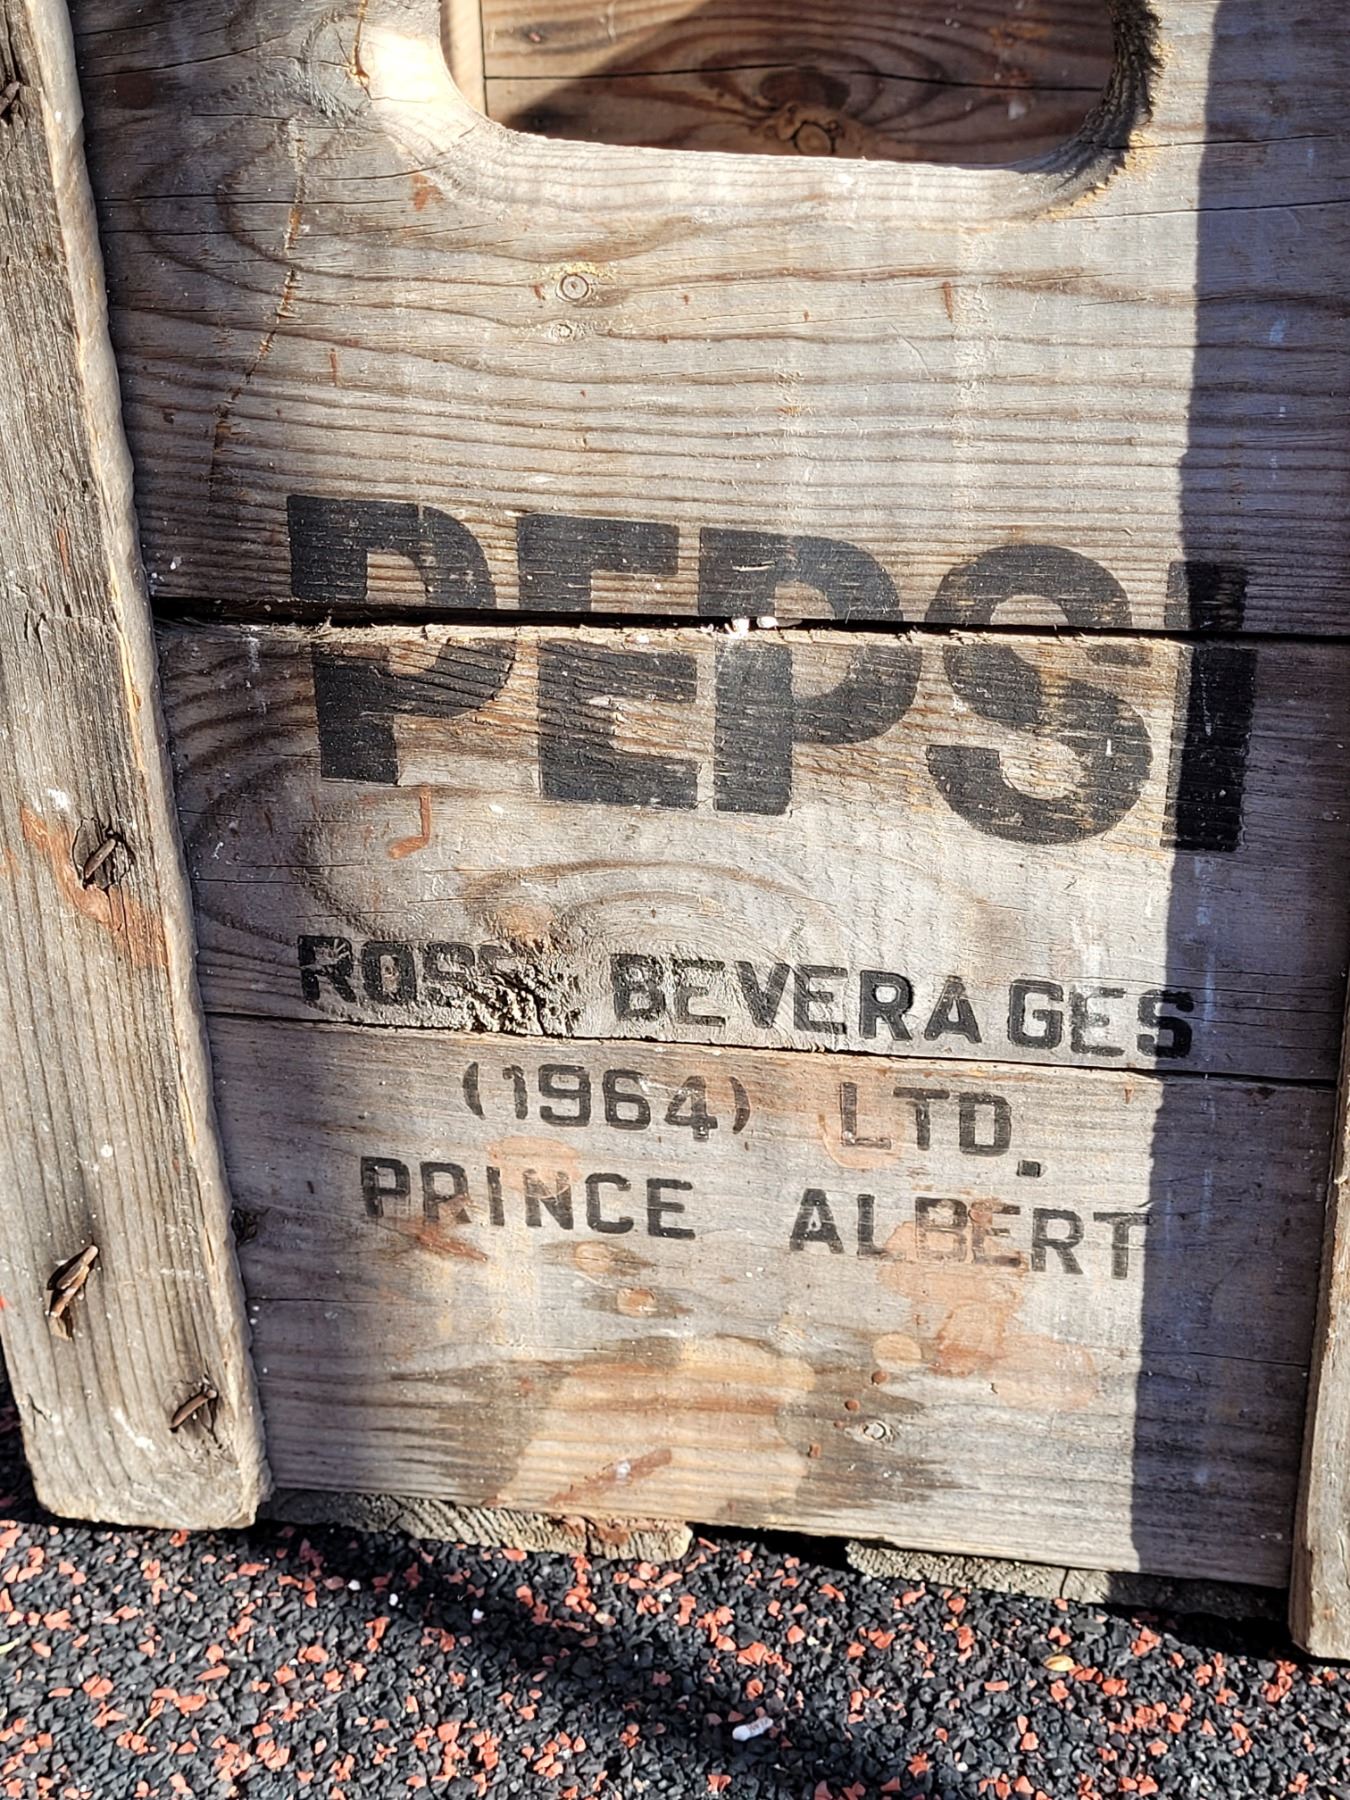 PEPSI
ROSS BEVERAGES
(1964) LTD.
PRINCE ALBERT